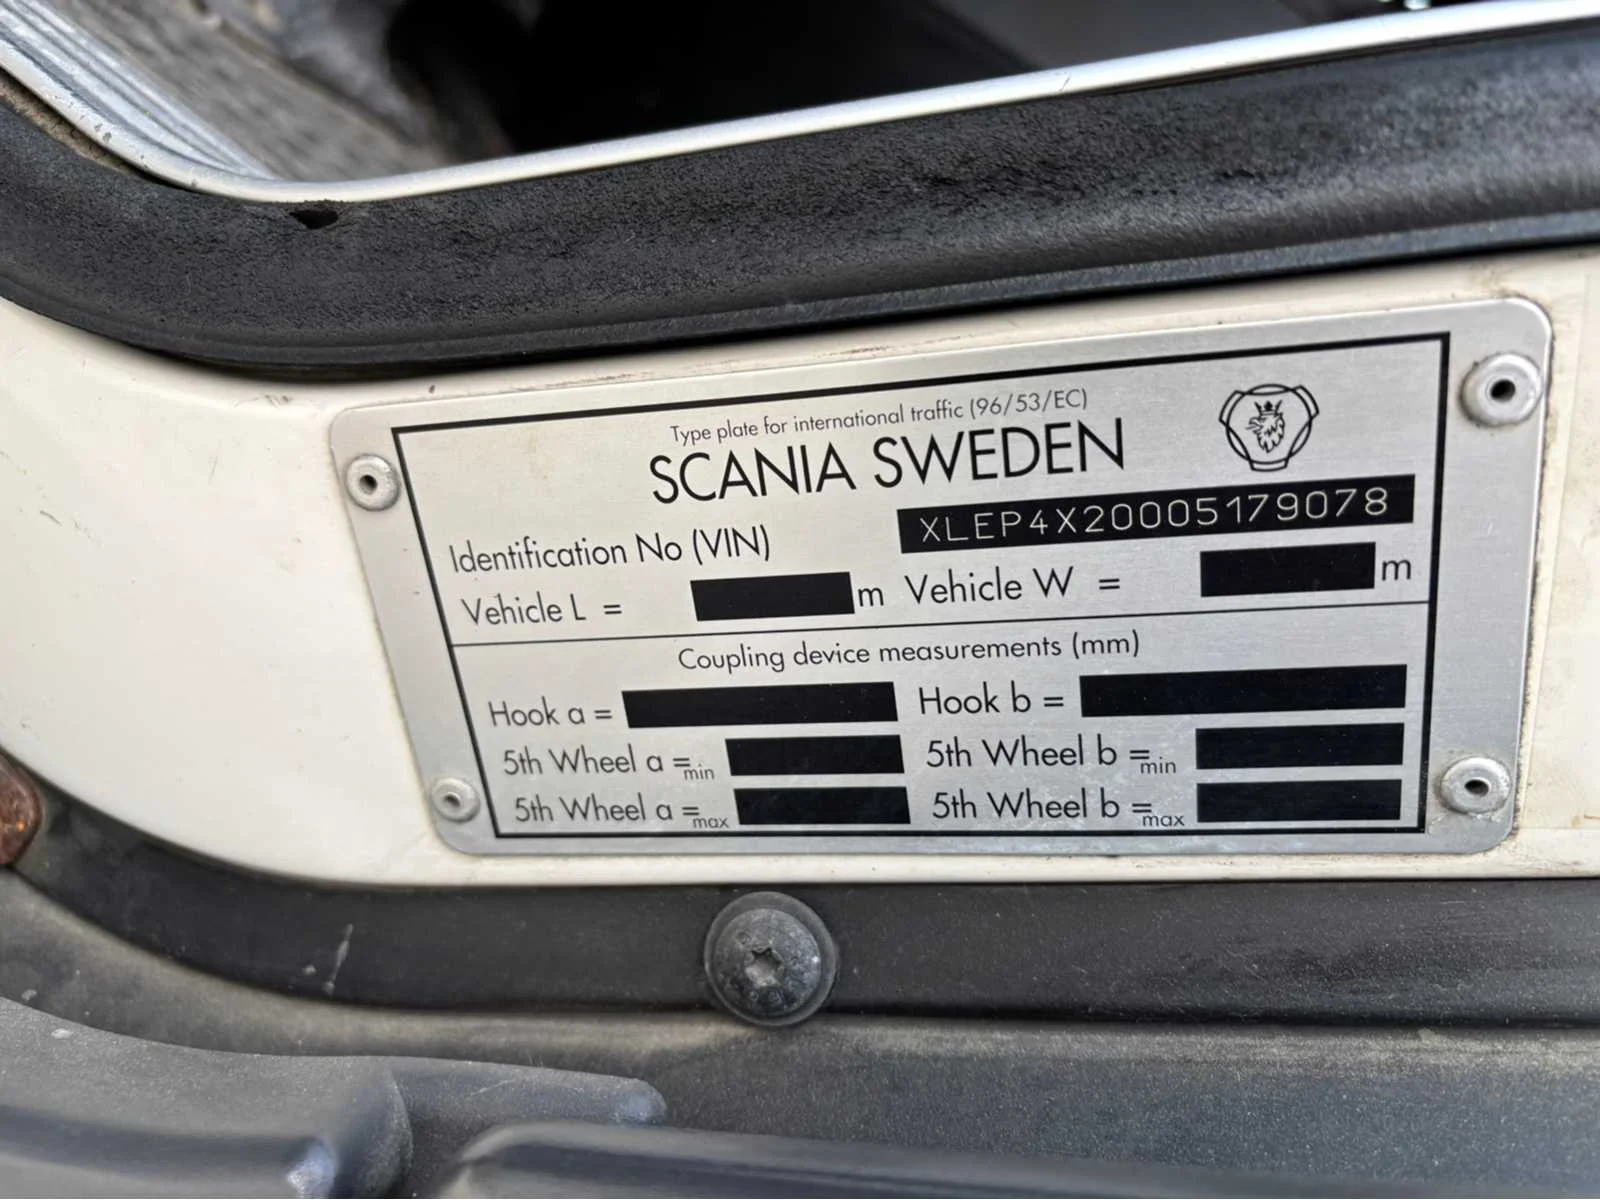 Type plate for international traffic (96/53/EC)
SCANIA SWEDEN
Identification No (VIN) XLEP4X20005179078
Vehicle L = m Vehicle W = m
Coupling device measurements (mm)
Hook a = Hook b =
5th Wheel a =min 5th Wheel b =min
5th Wheel a =max 5th Wheel b =max